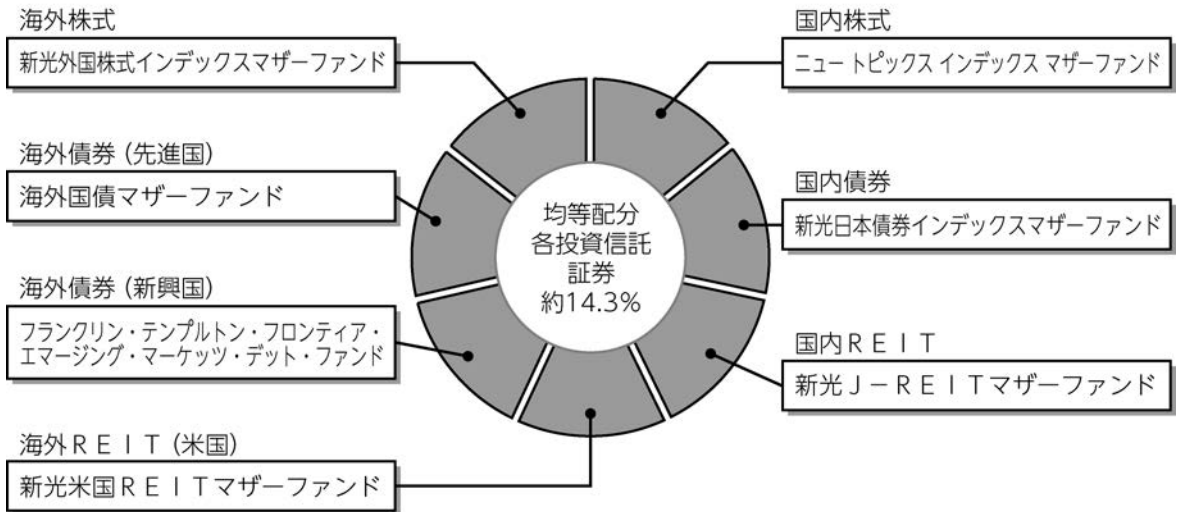 海外株式
新光外国株式インデックスマザーファンド
海外債券（先進国）
海外国債マザーファンド
海外債券（新興国）
フランクリン・テンプルトン・フロンティア・
エマージング・マーケッツ・デット・ファンド
海外ＲＥＩＴ（米国）
新光米国ＲＥＩＴマザーファンド
均等配分
各投資信託
証券
約14.3%
国内株式
ニュー トピックス インデックス マザーファンド
国内債券
新光日本債券インデックスマザーファンド
国内ＲＥＩＴ
新光Ｊ－ＲＥＩＴマザーファンド